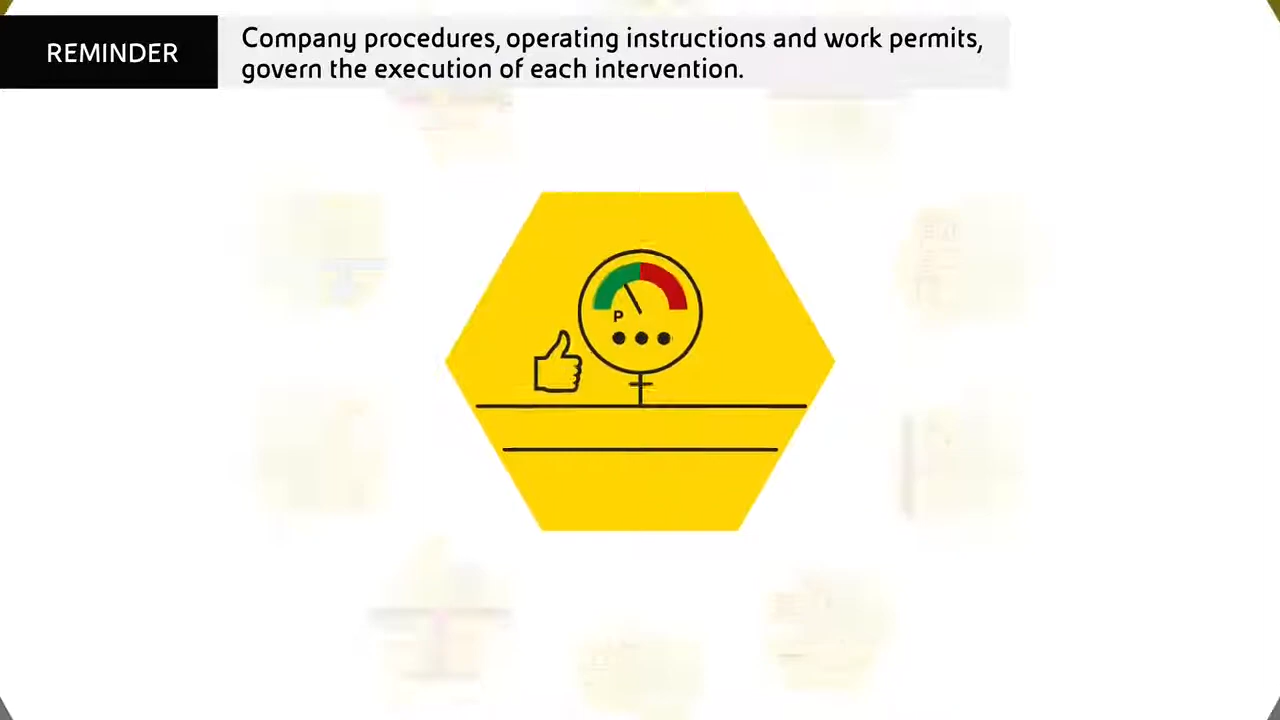 REMINDER
Company procedures, operating instructions and work permits,
govern the execution of each intervention.
P